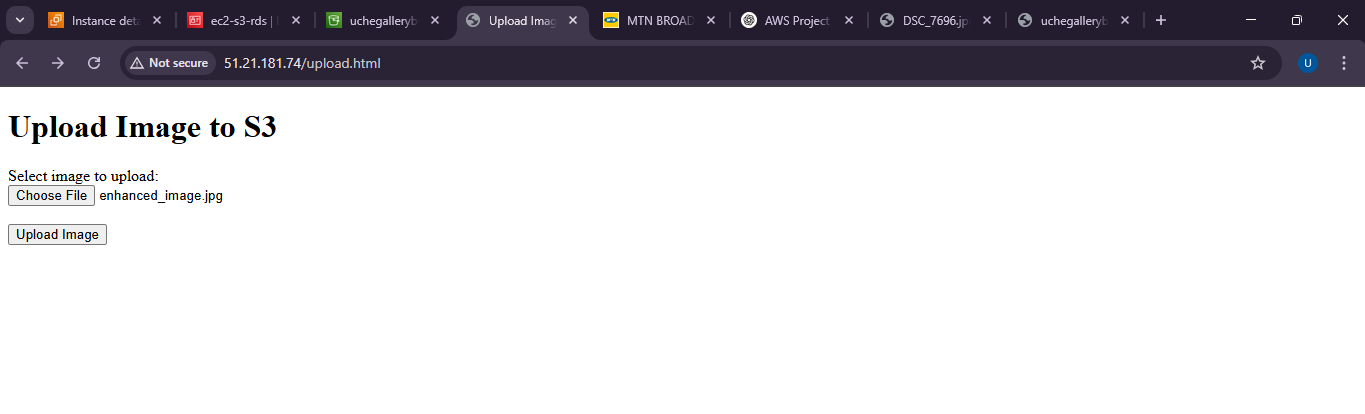 Instance deta
ec2-s3-rds |
uchegalleryb
Upload Imag
MTN BROAD
AWS Project
DSC_7696.jp
uchegalleryb
Not secure
51.21.181.74/upload.html
U
Upload Image to S3
Select image to upload:
Choose File enhanced_image.jpg
Upload Image